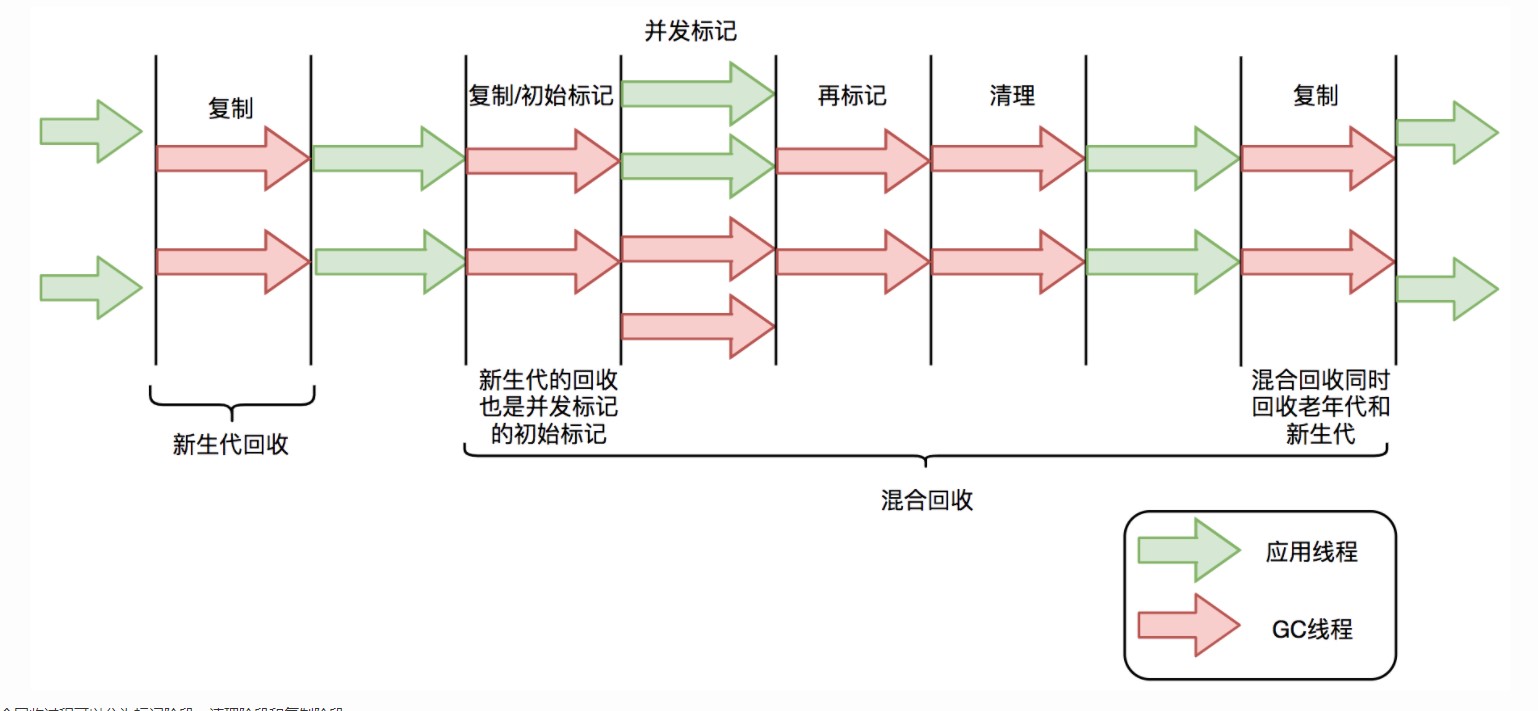 并发标记
复制
复制/初始标记
再标记
清理
复制
新生代的回收
也是并发标记
的初始标记
混合回收同时
回收老年代和
新生代
新生代回收
混合回收
应用线程
GC线程